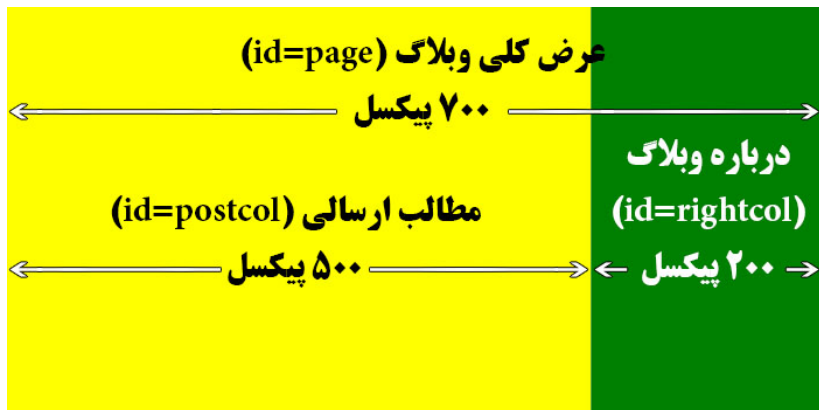 عرض کلی وبلاگ (id=page)
۷۰۰ پیکسل
درباره وبلاگ
(id=rightcol)
۲۰۰ پیکسل
مطالب ارسالی (id=postcol)
۵۰۰ پیکسل